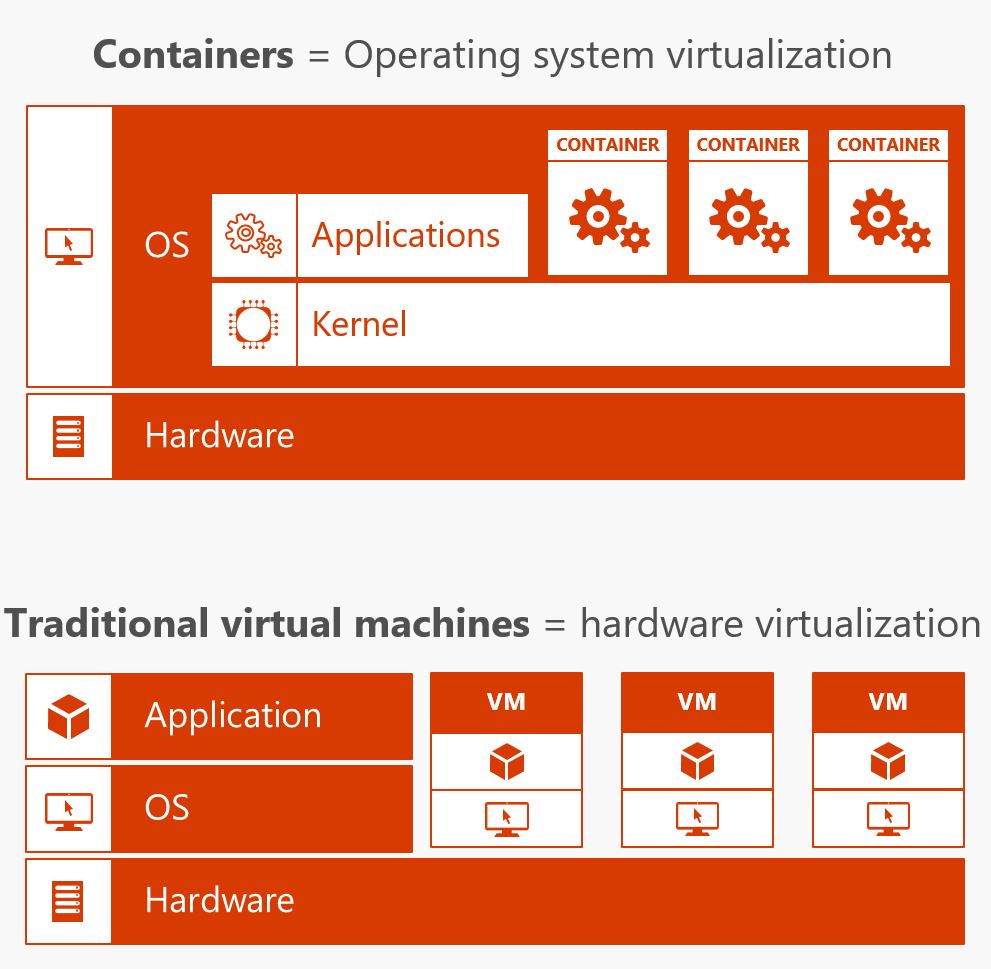 Containers = Operating system virtualization
CONTAINER CONTAINER CONTAINER
OS
Applications
Kernel
Hardware
Traditional virtual machines = hardware virtualization
Application
VM VM VM
OS
Hardware